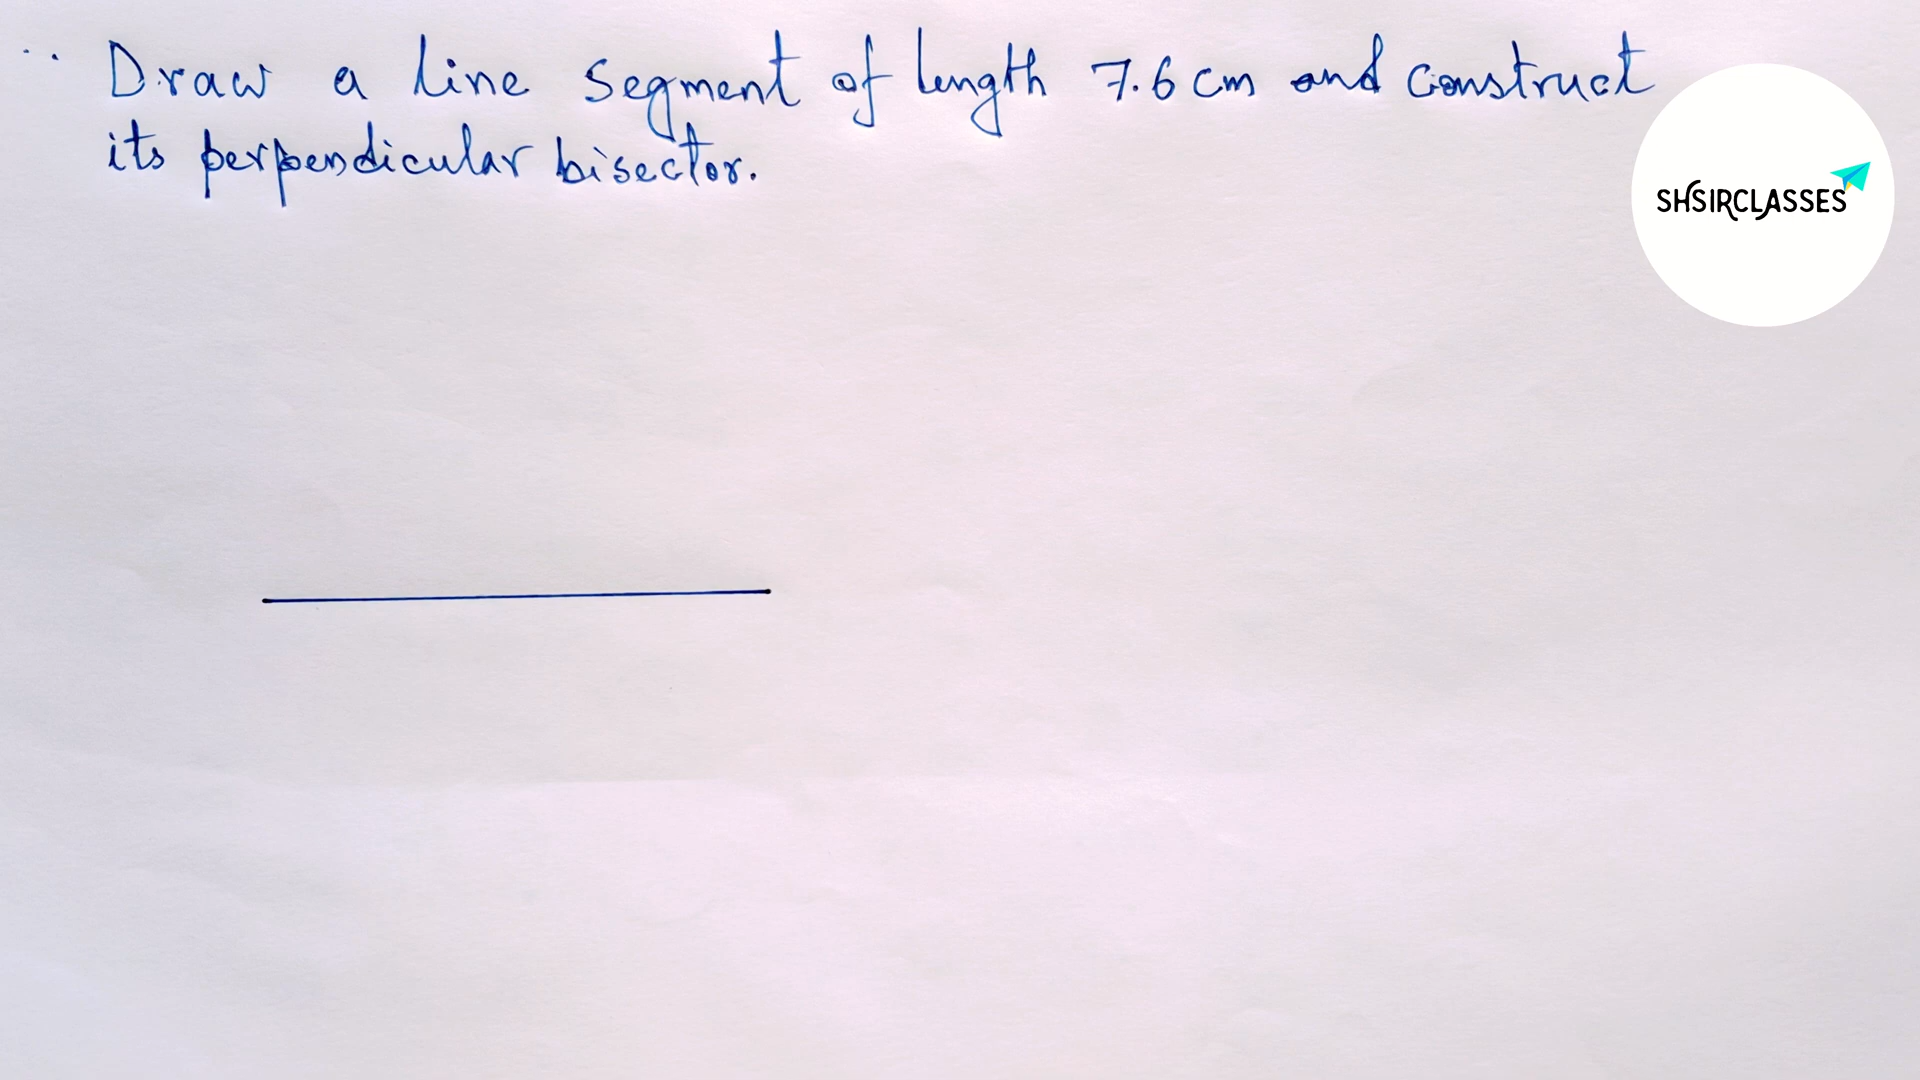 Draw a line segment of length 7.6 cm and construct
its perpendicular bisector.
SHSIRCLASSES